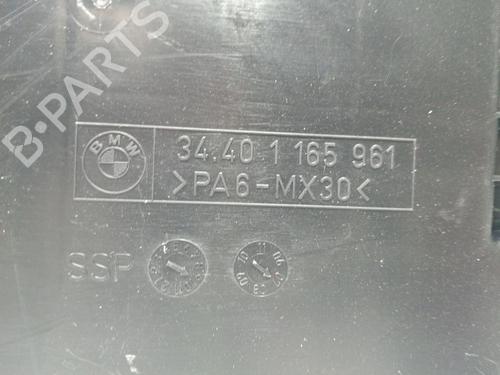 B-PARTS
BMW
34.40 1 165 961
>PA6-MX30<
SSP